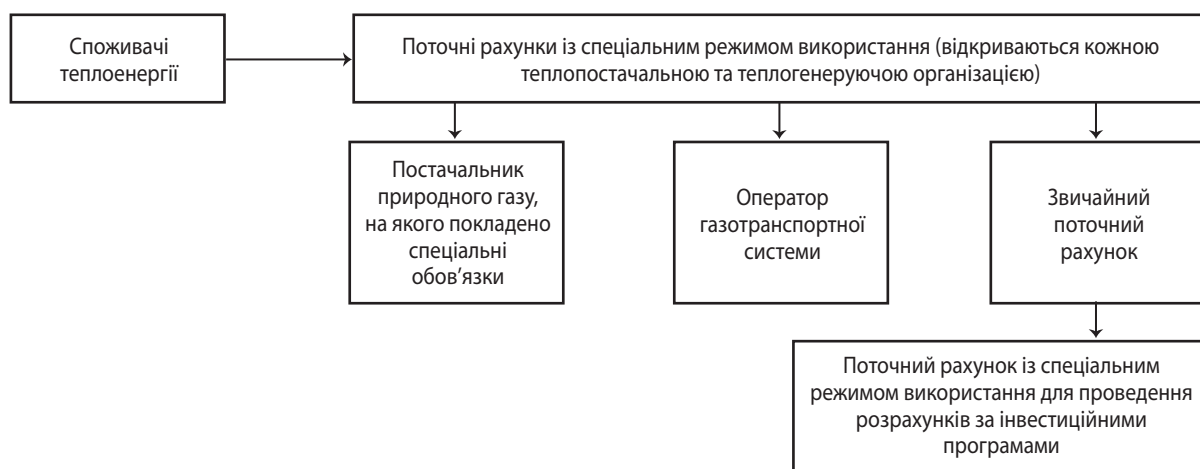 Споживачі
теплоенергії
Поточні рахунки із спеціальним режимом використання (відкриваються кожною
теплопостачальною та теплогенеруючою організацією)
Постачальник
природного газу,
на якого покладено
спеціальні
обов’язки
Оператор
газотранспортної
системи
Звичайний
поточний
рахунок
Поточний рахунок із спеціальним
режимом використання для проведення
розрахунків за інвестиційними
програмами